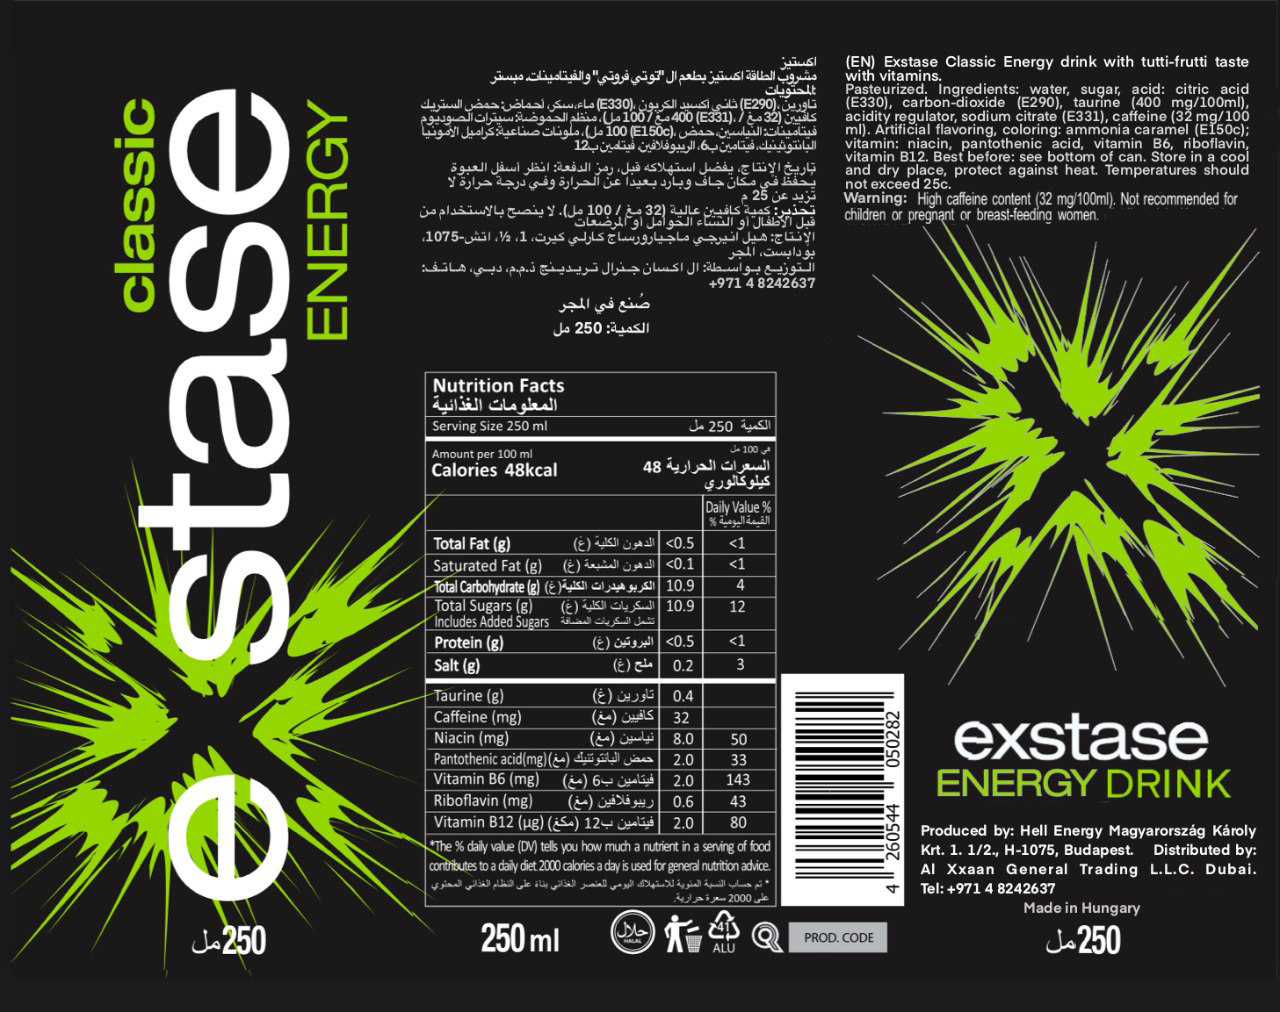 classic
exstase
ENERGY
250 مل
اكستيز
مشروب الطاقة اكستيز بطعم ال "توتي فروتي" والفيتامينات. مبستر
المحتويات:
ماء،سكر، أحماض: حمض الستريك (E330)، ثاني أكسيد الكربون (E290)، تاورين
(400 مغ / 100 مل)، منظم الحموضة: سيترات الصوديوم (E331)، كافيين (32 مغ /
100 مل)، ملونات صناعية: كراميل الأمونيا (E150c)، فيتامينات: النياسين، حمض
البانتوثينيك، فيتامين ب6، الريبوفلافين، فيتامين ب12
تاريخ الإنتاج، يفضل استهلاكه قبل، رمز الدفعة: انظر أسفل العبوة
يحفظ في مكان جاف وبارد بعيداً عن الحرارة وفي درجة حرارة لا
تزيد عن 25 م
تحذير: كمية كافيين عالية (32 مغ / 100 مل). لا ينصح بالاستخدام من
قبل الأطفال أو النساء الحوامل أو المرضعات
الإنتاج: هيل انيرجي ماجيارورساج كارلي كيرت، 1، ½، اتش-1075،
بودابست، المجر
التوزيع بواسطة: ال اكسان جنرال تريدينج ذ.م.م، دبي، هاتف:
+971 4 8242637
صُنع في المجر
الكمية: 250 مل
Nutrition Facts
المعلومات الغذائية
Serving Size 250 ml الكمية 250 مل
Amount per 100 ml في 100 مل
Calories 48kcal السعرات الحرارية 48
كيلوكالوري
Daily Value %
القيمة اليومية %
Total Fat (g) الدهون الكلية (غ) <0.5 <1
Saturated Fat (g) الدهون المشبعة (غ) <0.1 <1
Total Carbohydrate (g) الكربوهيدرات الكلية (غ) 10.9 4
Total Sugars (g) السكريات الكلية (غ) 10.9 12
Includes Added Sugars تشمل السكريات المضافة
Protein (g) البروتين (غ) <0.5 <1
Salt (g) ملح (غ) 0.2 3
Taurine (g) تاورين (غ) 0.4
Caffeine (mg) كافيين (مغ) 32
Niacin (mg) نياسين (مغ) 8.0 50
Pantothenic acid(mg) حمض البانتوتنيك (مغ) 2.0 33
Vitamin B6 (mg) فيتامين ب6 (مغ) 2.0 143
Riboflavin (mg) ريبوفلافين (مغ) 0.6 43
Vitamin B12 (µg) فيتامين ب12 (مكغ) 2.0 80
*The % daily value (DV) tells you how much a nutrient in a serving of food
contributes to a daily diet 2000 calories a day is used for general nutrition advice.
* تم حساب النسبة المئوية للاستهلاك اليومي للعنصر الغذائي بناءً على النظام الغذائي المحتوي
على 2000 سعرة حرارية.
250 ml
حلال
HALAL
41
ALU
PROD. CODE
4 260544 050282
(EN) Exstase Classic Energy drink with tutti-frutti taste
with vitamins.
Pasteurized. Ingredients: water, sugar, acid: citric acid
(E330), carbon-dioxide (E290), taurine (400 mg/100ml),
acidity regulator, sodium citrate (E331), caffeine (32 mg/100
ml). Artificial flavoring, coloring: ammonia caramel (E150c);
vitamin: niacin, pantothenic acid, vitamin B6, riboflavin,
vitamin B12. Best before: see bottom of can. Store in a cool
and dry place, protect against heat. Temperatures should
not exceed 25c.
Warning: High caffeine content (32 mg/100ml). Not recommended for
children or pregnant or breast-feeding women.
exstase
ENERGY DRINK
Produced by: Hell Energy Magyarország Károly
Krt. 1. 1/2., H-1075, Budapest. Distributed by:
Al Xxaan General Trading L.L.C. Dubai.
Tel: +971 4 8242637
Made in Hungary
250 مل